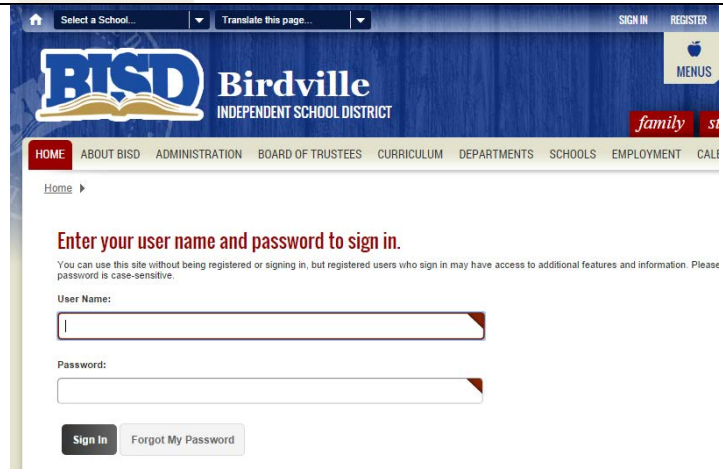 Select a School... Translate this page... SIGN IN REGISTER
MENUS
BISD Birdville
INDEPENDENT SCHOOL DISTRICT
family
HOME ABOUT BISD ADMINISTRATION BOARD OF TRUSTEES CURRICULUM DEPARTMENTS SCHOOLS EMPLOYMENT
Home
Enter your user name and password to sign in.
You can use this site without being registered or signing in, but registered users who sign in may have access to additional features and information. Please
password is case-sensitive.
User Name:
Password:
Sign In Forgot My Password